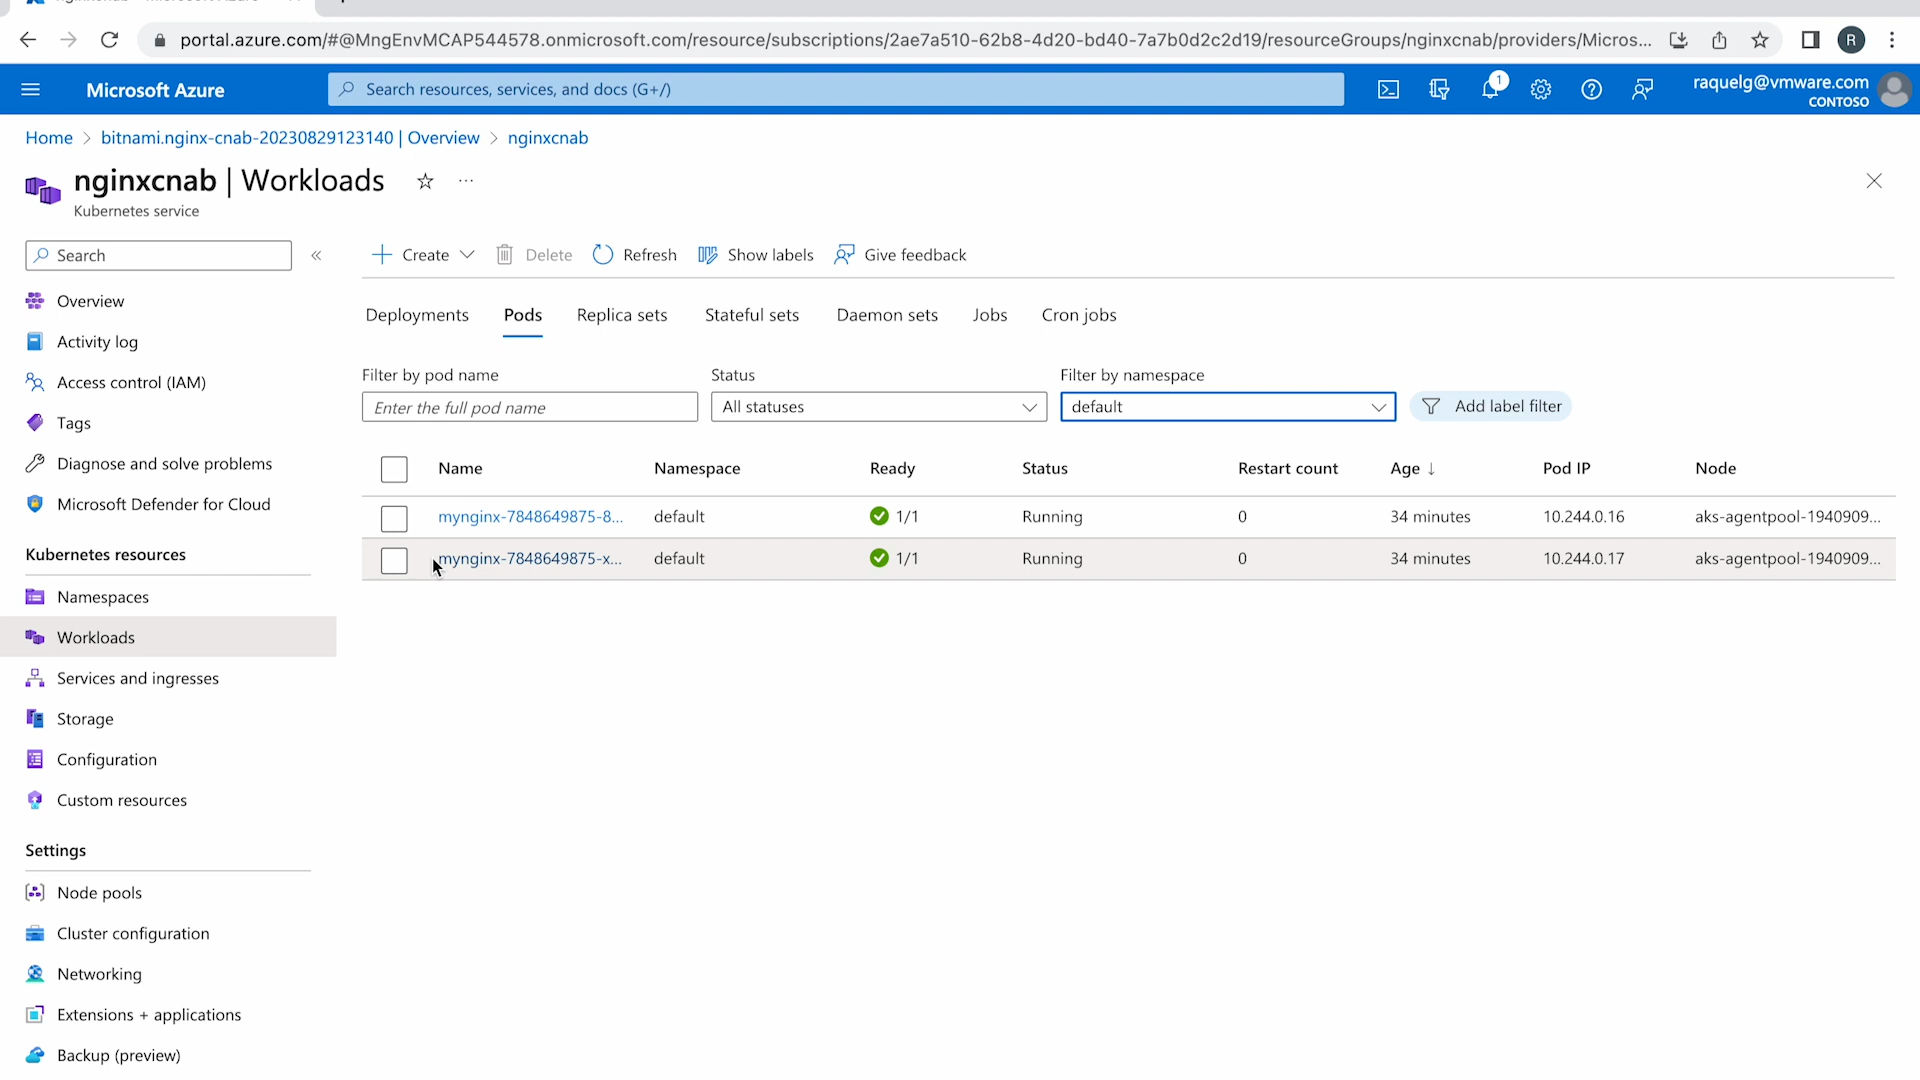 portal.azure.com/#@MngEnvMCAP544578.onmicrosoft.com/resource/subscriptions/2ae7a510-62b8-4d20-bd40-7a7b0d2c2d19/resourceGroups/nginxcnab/providers/Micros...
R
Microsoft Azure
Search resources, services, and docs (G+/)
1
raquelg@vmware.com
CONTOSO
Home > bitnami.nginx-cnab-20230829123140 | Overview > nginxcnab
nginxcnab | Workloads
Kubernetes service
Search
Overview
Activity log
Access control (IAM)
Tags
Diagnose and solve problems
Microsoft Defender for Cloud
Kubernetes resources
Namespaces
Workloads
Services and ingresses
Storage
Configuration
Custom resources
Settings
Node pools
Cluster configuration
Networking
Extensions + applications
Backup (preview)
Create Delete Refresh Show labels Give feedback
Deployments Pods Replica sets Stateful sets Daemon sets Jobs Cron jobs
Filter by pod name Status Filter by namespace
Enter the full pod name All statuses default Add label filter
Name Namespace Ready Status Restart count Age ↓ Pod IP Node
mynginx-7848649875-8... default 1/1 Running 0 34 minutes 10.244.0.16 aks-agentpool-1940909...
mynginx-7848649875-x... default 1/1 Running 0 34 minutes 10.244.0.17 aks-agentpool-1940909...